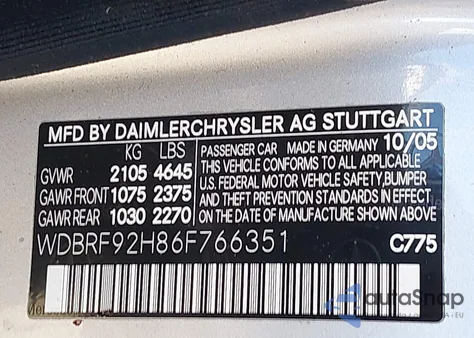 MFD BY DAIMLERCHRYSLER AG STUTTGART
KG LBS
GVWR 2105 4645
GAWR FRONT 1075 2375
GAWR REAR 1030 2270
PASSENGER CAR MADE IN GERMANY 10/05
THIS VEHICLE CONFORMS TO ALL APPLICABLE
U.S. FEDERAL MOTOR VEHICLE SAFETY,BUMPER
AND THEFT PREVENTION STANDARDS IN EFFECT
ON THE DATE OF MANUFACTURE SHOWN ABOVE.
WDBRF92H86F766351 C775
autoSnap